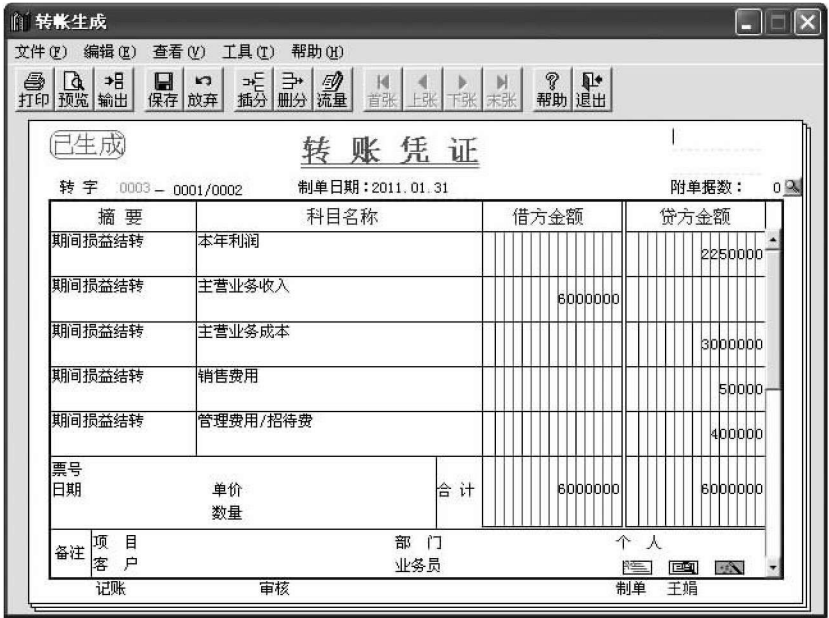 转帐生成
文件(F) 编辑(E) 查看(V) 工具(T) 帮助(H)
打印 预览 输出 保存 放弃 插分 删分 流量 首张 上张 下张 末张 帮助 退出
已生成
转账凭证
转 字 0003 - 0001/0002 制单日期:2011.01.31 附单据数: 0
摘 要 科目名称 借方金额 贷方金额
期间损益结转 本年利润 2250000
期间损益结转 主营业务收入 6000000
期间损益结转 主营业务成本 3000000
期间损益结转 销售费用 50000
期间损益结转 管理费用/招待费 400000
票号
日期 单价 合 计 6000000 6000000
数量
备注 项 目 部 门 个 人
客 户 业务员
记账 审核 制单 王娟